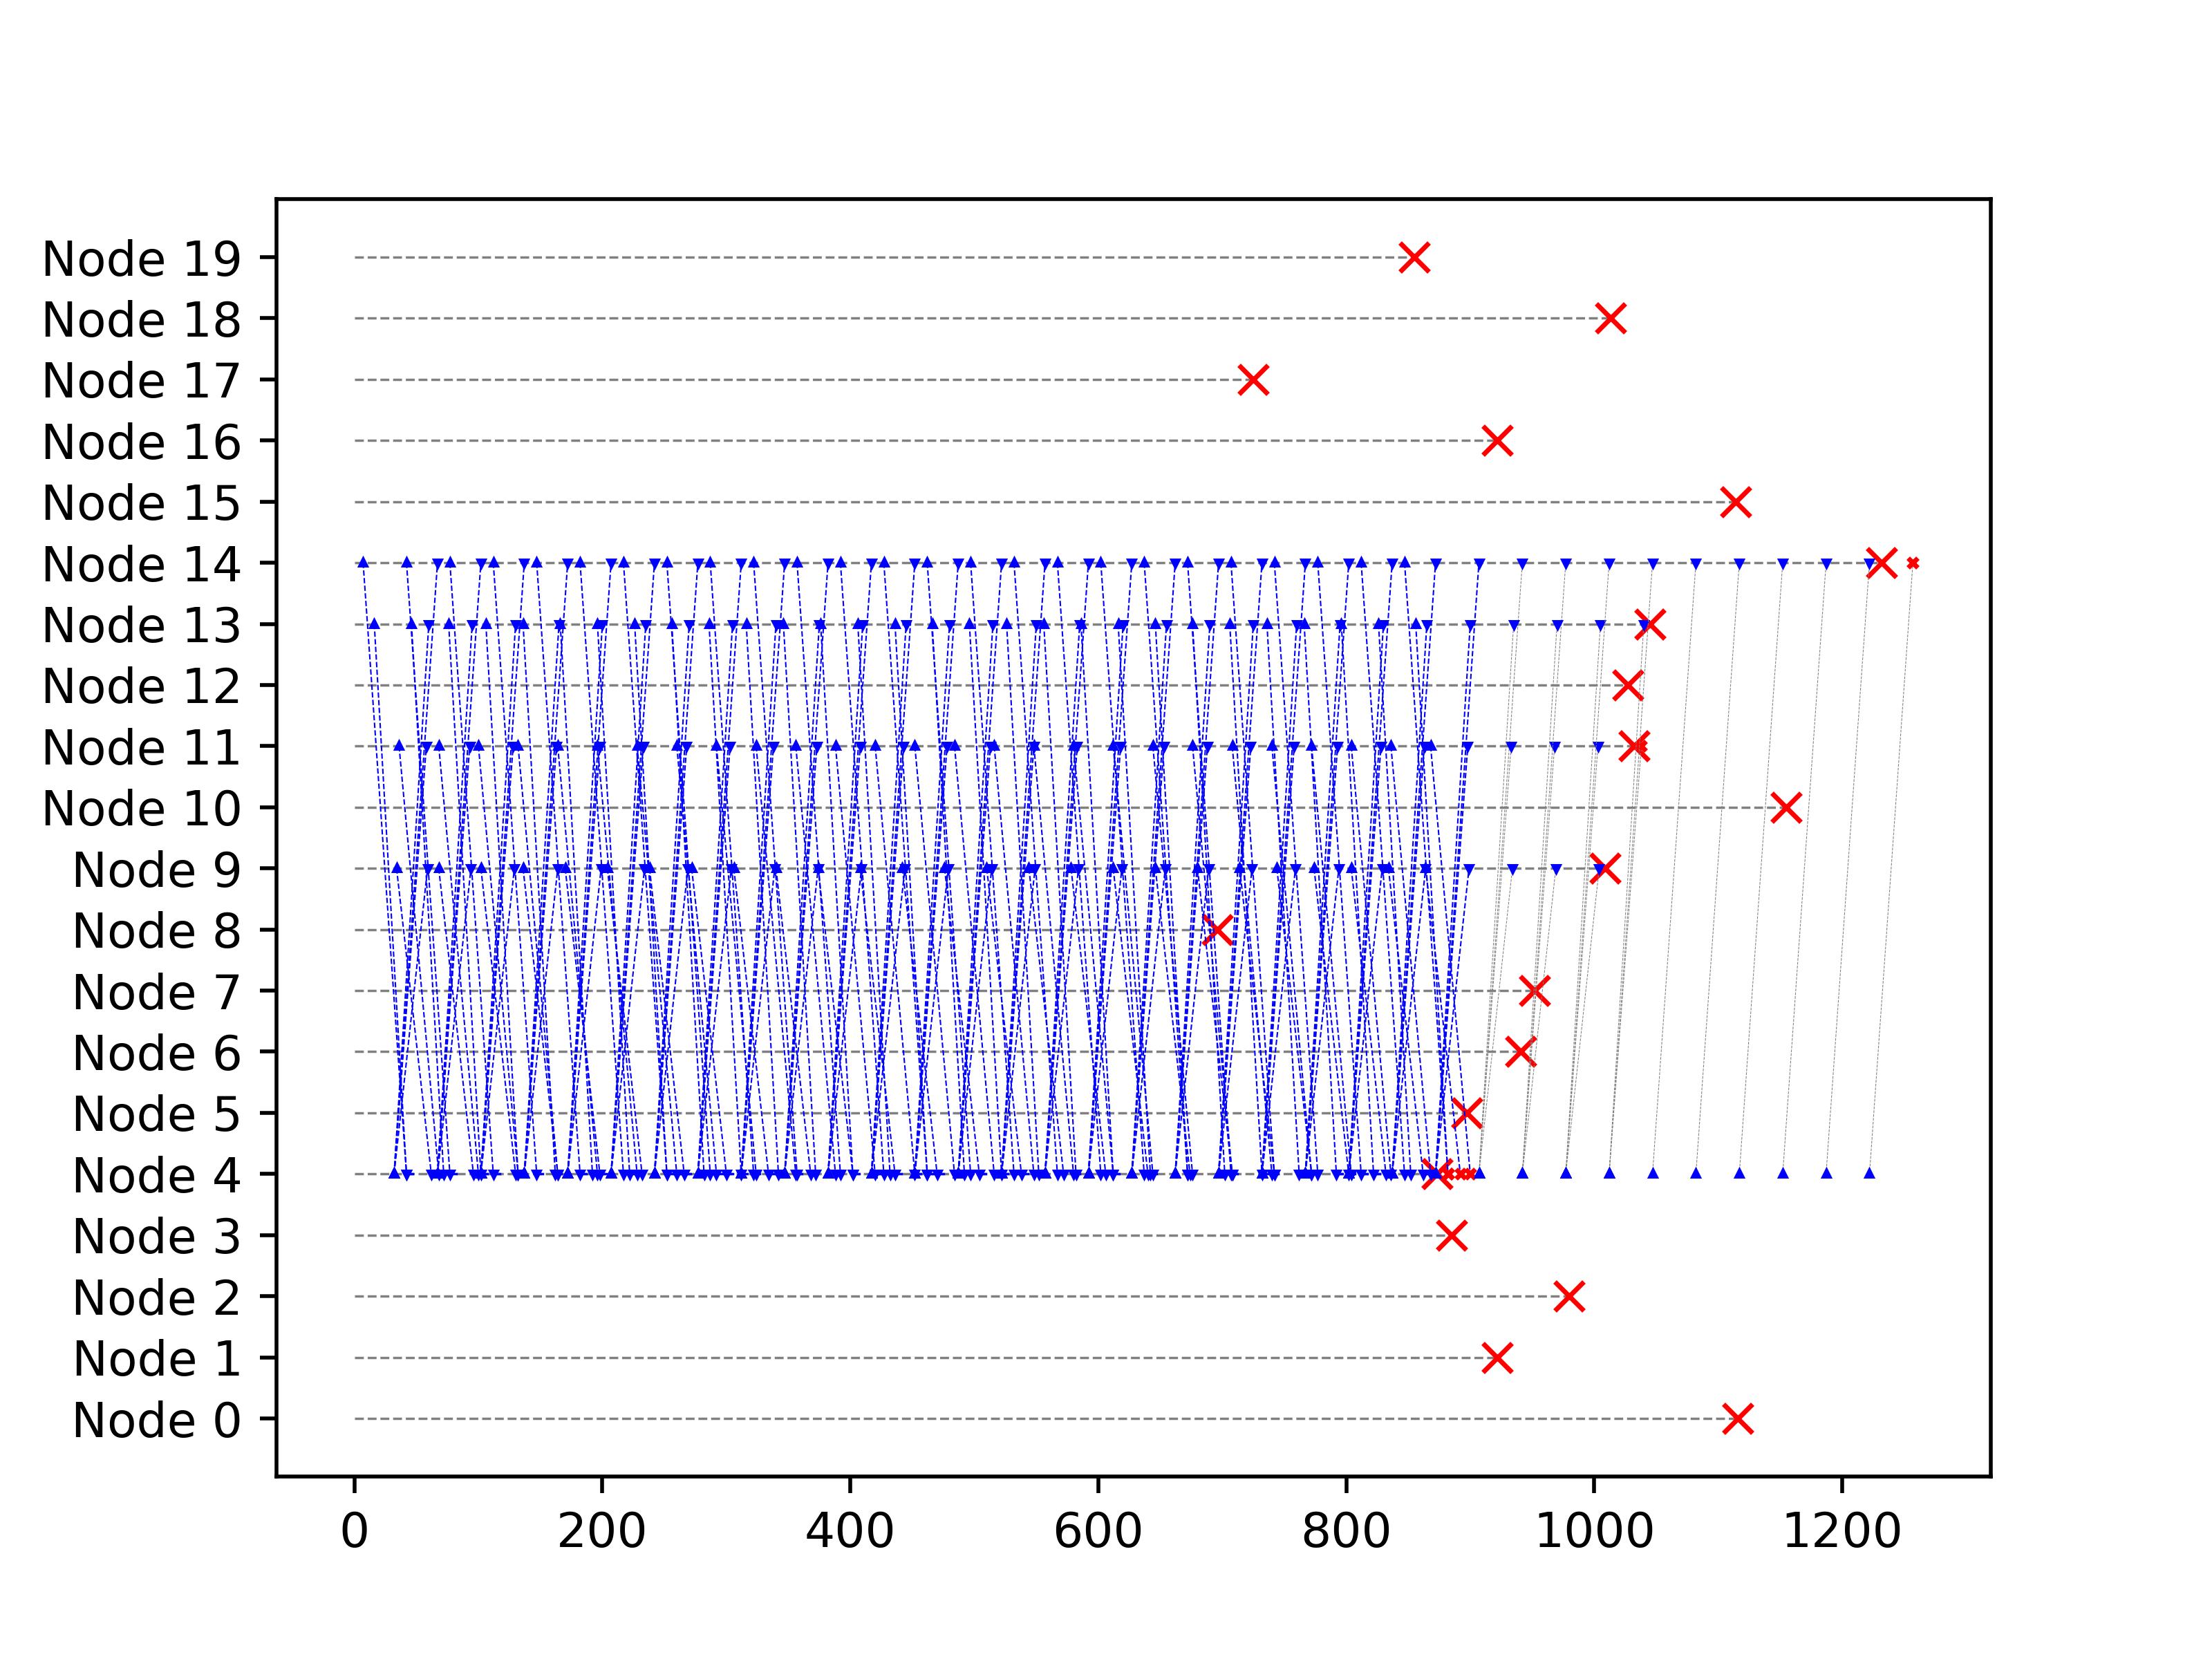 Node 19
Node 18
Node 17
Node 16
Node 15
Node 14
Node 13
Node 12
Node 11
Node 10
Node 9
Node 8
Node 7
Node 6
Node 5
Node 4
Node 3
Node 2
Node 1
Node 0
0 200 400 600 800 1000 1200